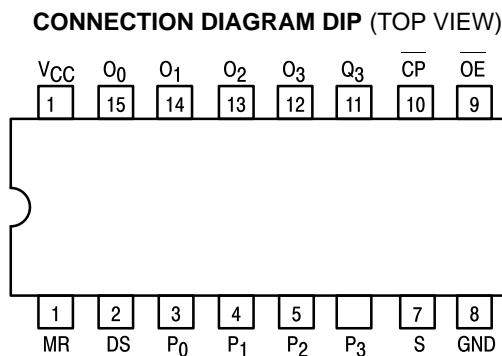 CONNECTION DIAGRAM DIP (TOP VIEW)
VCC O0 O1 O2 O3 Q3 CP OE
1 15 14 13 12 11 10 9
1 2 3 4 5 7 8
MR DS P0 P1 P2 P3 S GND